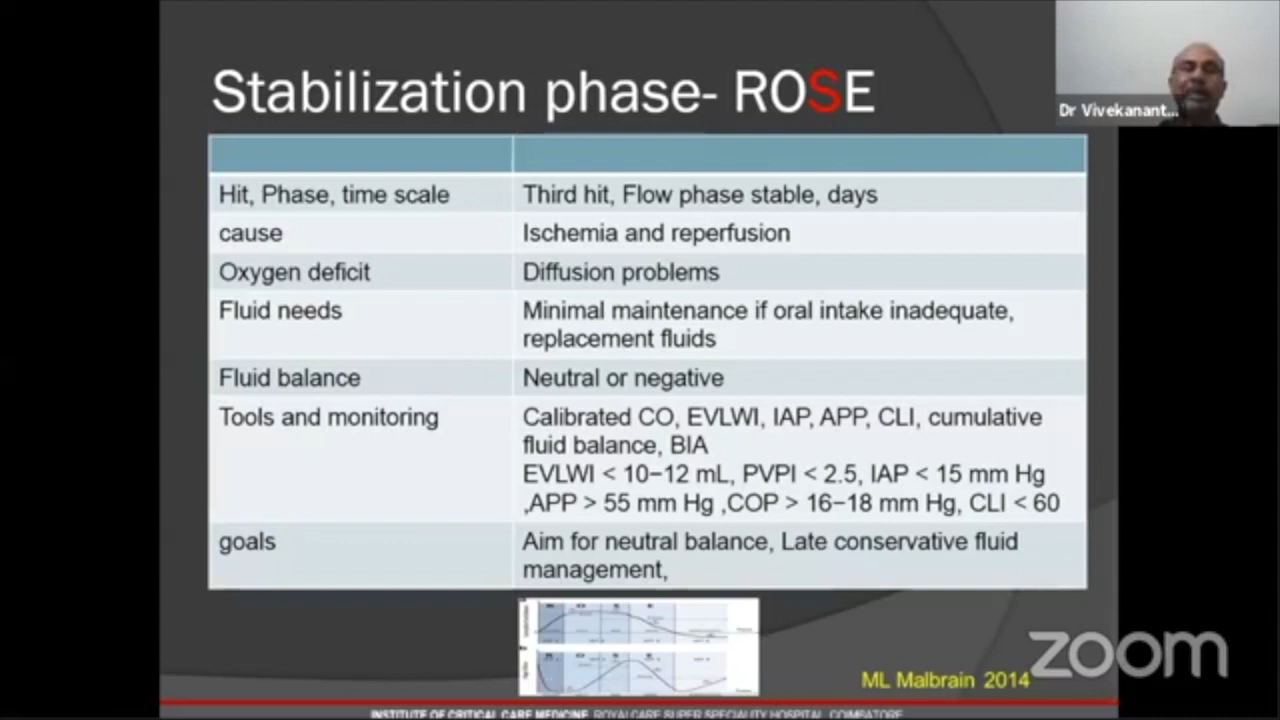 Stabilization phase- ROSE
Dr Vivekanant...
Hit, Phase, time scale
Third hit, Flow phase stable, days
cause
Ischemia and reperfusion
Oxygen deficit
Diffusion problems
Fluid needs
Minimal maintenance if oral intake inadequate,
replacement fluids
Fluid balance
Neutral or negative
Tools and monitoring
Calibrated CO, EVLWI, IAP, APP, CLI, cumulative
fluid balance, BIA
EVLWI < 10−12 mL, PVPI < 2.5, IAP < 15 mm Hg
,APP > 55 mm Hg ,COP > 16−18 mm Hg, CLI < 60
goals
Aim for neutral balance, Late conservative fluid
management,
R O S E
R O S E
ML Malbrain 2014
zoom
INSTITUTE OF CRITICAL CARE MEDICINE, ROYALCARE SUPER SPECIALITY HOSPITAL, COIMBATORE